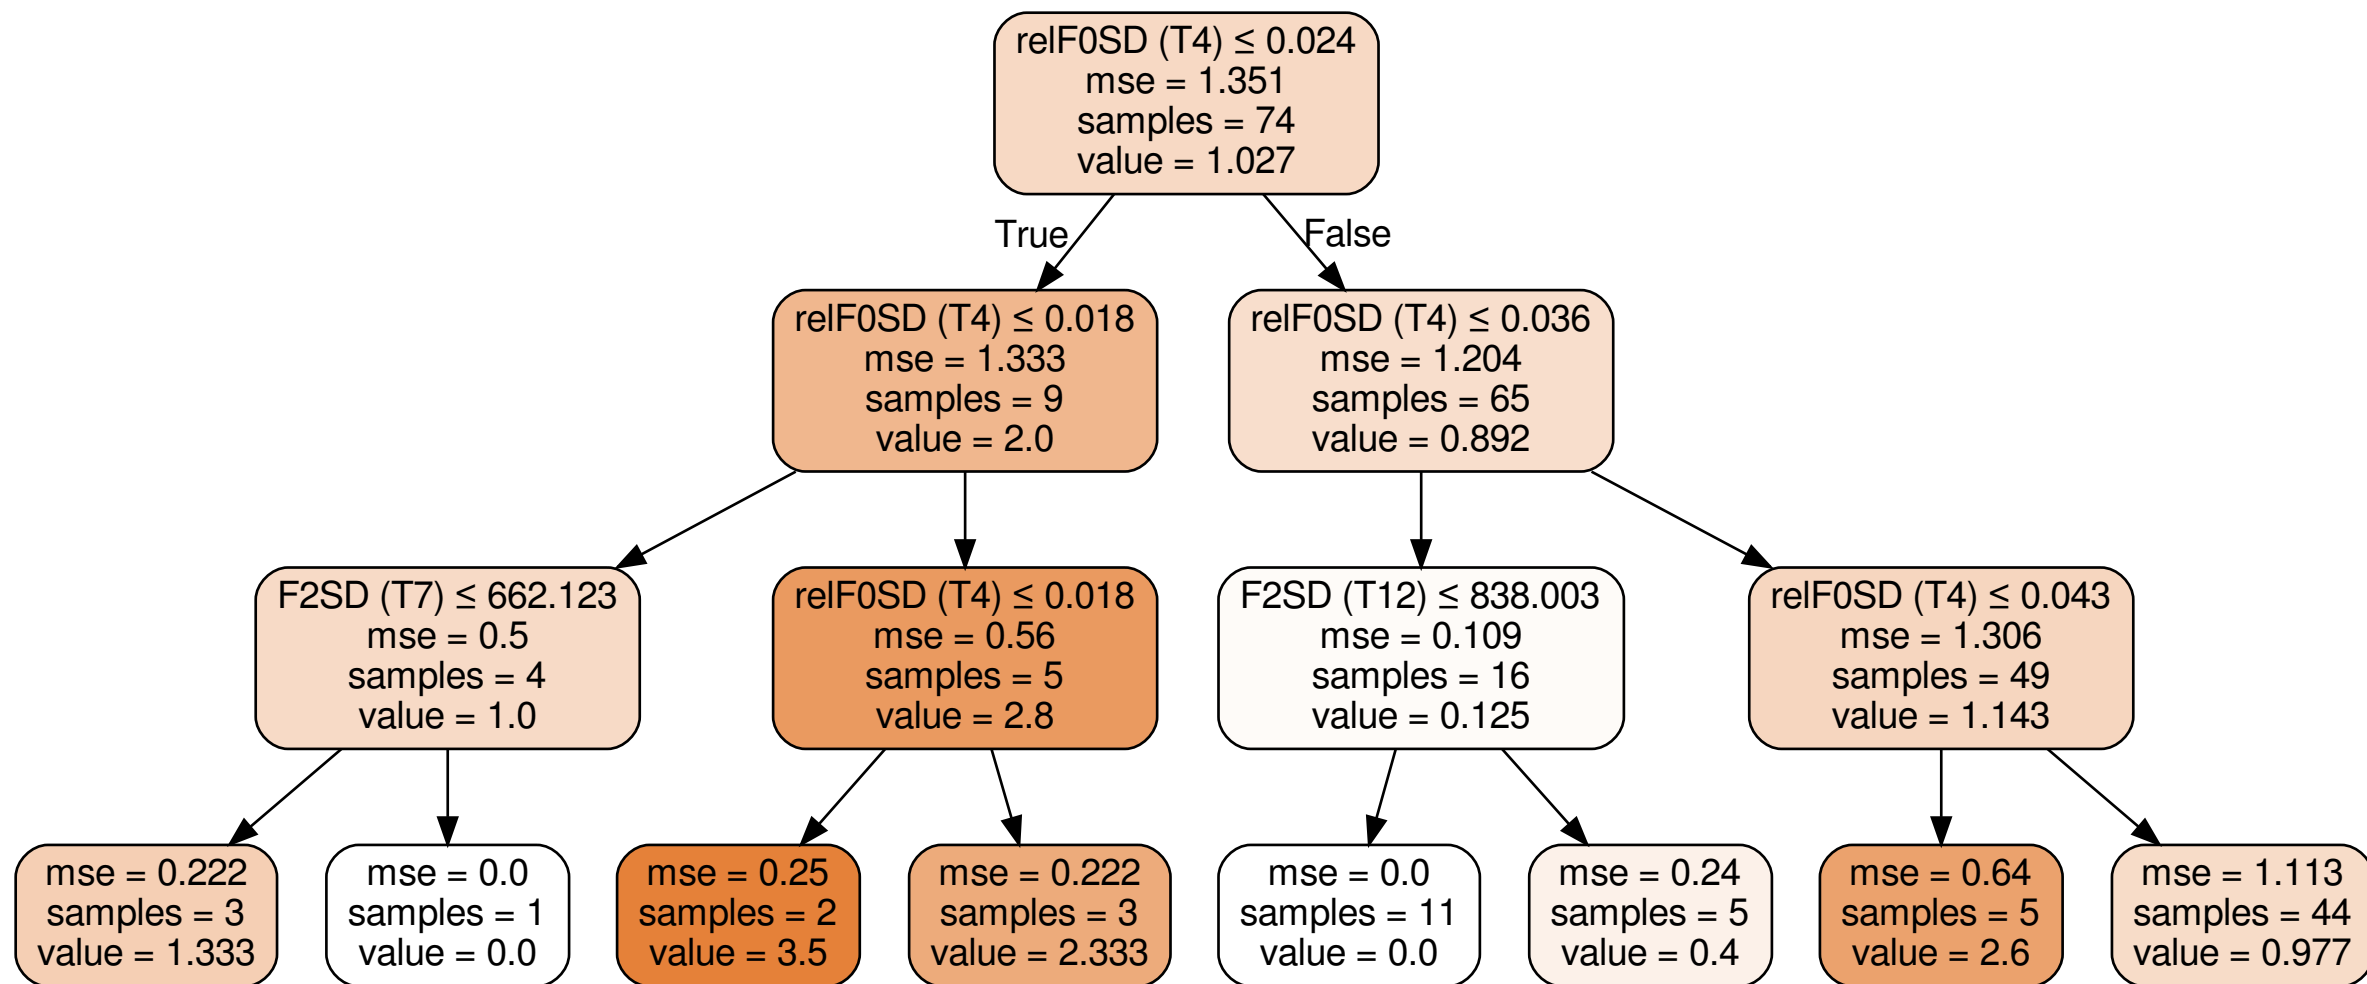 relF0SD (T4) ≤ 0.024
mse = 1.351
samples = 74
value = 1.027
True
False
relF0SD (T4) ≤ 0.018
mse = 1.333
samples = 9
value = 2.0
relF0SD (T4) ≤ 0.036
mse = 1.204
samples = 65
value = 0.892
F2SD (T7) ≤ 662.123
mse = 0.5
samples = 4
value = 1.0
relF0SD (T4) ≤ 0.018
mse = 0.56
samples = 5
value = 2.8
F2SD (T12) ≤ 838.003
mse = 0.109
samples = 16
value = 0.125
relF0SD (T4) ≤ 0.043
mse = 1.306
samples = 49
value = 1.143
mse = 0.222
samples = 3
value = 1.333
mse = 0.0
samples = 1
value = 0.0
mse = 0.25
samples = 2
value = 3.5
mse = 0.222
samples = 3
value = 2.333
mse = 0.0
samples = 11
value = 0.0
mse = 0.24
samples = 5
value = 0.4
mse = 0.64
samples = 5
value = 2.6
mse = 1.113
samples = 44
value = 0.977